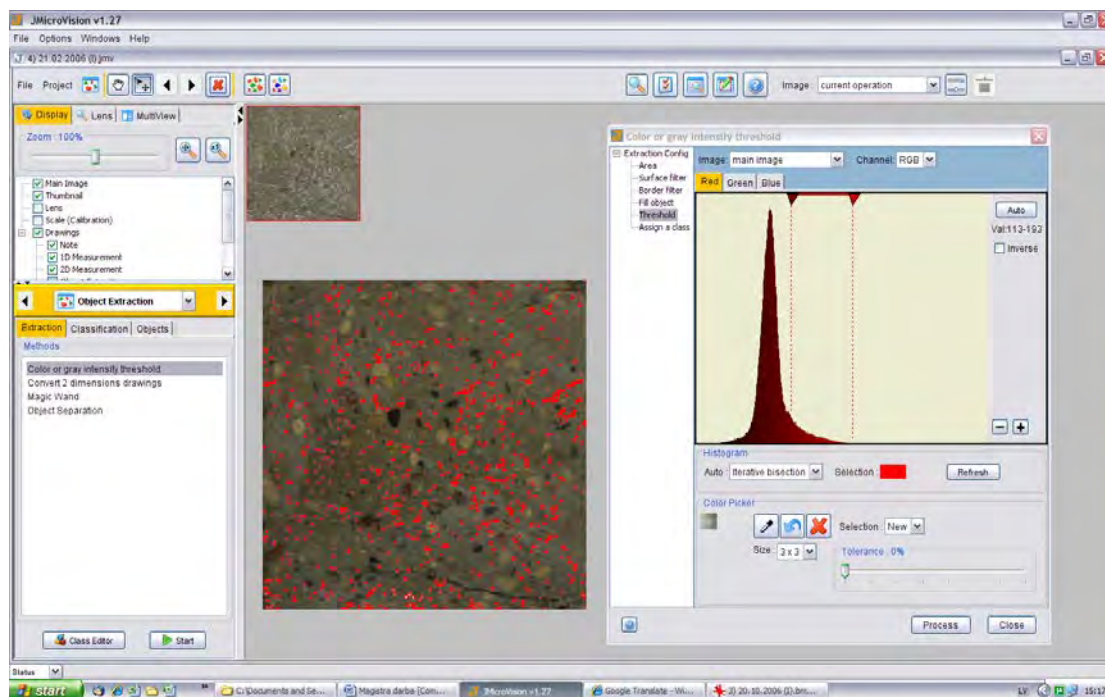 JMicroVision v1.27
File Options Windows Help
4) 21.02.2006 (I).jmv
File Project
Image: current operation
Display Lens MultiView
Zoom : 100%
Main Image
Thumbnail
Lens
Scale (Calibration)
Drawings
Note
1D Measurement
2D Measurement
Object Extraction
Extraction Classification Objects
Methods
Color or gray intensity threshold
Convert 2 dimensions drawings
Magic Wand
Object Separation
Class Editor Start
Color or gray intensity threshold
Extraction Config
Area
Surface filter
Border filter
Fill object
Threshold
Assign a class
Image: main image Channel: RGB
Red Green Blue
Auto
Val:113-193
Inverse
Histogram
Auto : Iterative bisection Selection : Refresh
Color Picker
Selection : New
Size : 3 x 3 Tolerance : 0%
Process Close
Status
start C:\Documents and Se... Magistra darba [Com... JMicroVision v1.27 Google Translate - Wi... 3) 20.10.2006 (I).bm... LV